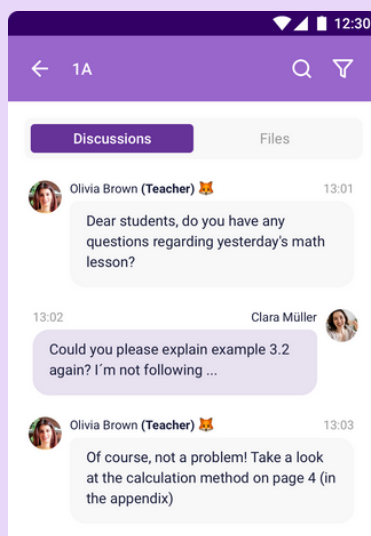 12:30
1A
Discussions
Files
Olivia Brown (Teacher) 🦊 13:01
Dear students, do you have any
questions regarding yesterday's math
lesson?
13:02 Clara Müller
Could you please explain example 3.2
again? I´m not following ...
Olivia Brown (Teacher) 🦊 13:03
Of course, not a problem! Take a look
at the calculation method on page 4 (in
the appendix)